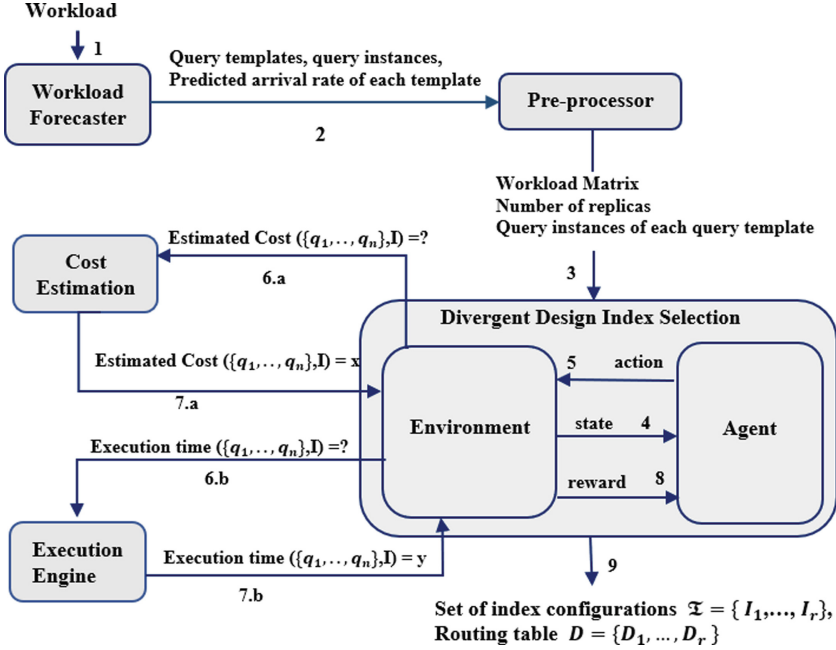 Workload
1
Workload
Forecaster
Query templates, query instances,
Predicted arrival rate of each template
2
Pre-processor
Workload Matrix
Number of replicas
Query instances of each query template
3
Estimated Cost ({q₁,..,qₙ},I) =?
6.a
Cost
Estimation
Estimated Cost ({q₁,..,qₙ},I) = x
7.a
Divergent Design Index Selection
Environment
5 action
state 4
reward 8
Agent
Execution time ({q₁,..,qₙ},I) =?
6.b
Execution
Engine
Execution time ({q₁,..,qₙ},I) = y
7.b
9
Set of index configurations 𝕴 = { I₁,..., Iᵣ},
Routing table D = {D₁, ... , Dᵣ }